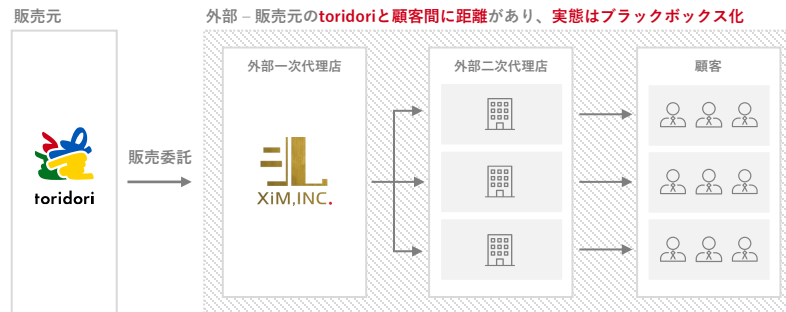 販売元
外部 – 販売元のtoridoriと顧客間に距離があり、実態はブラックボックス化
外部一次代理店
外部二次代理店
顧客
toridori
販売委託
XiM,INC.